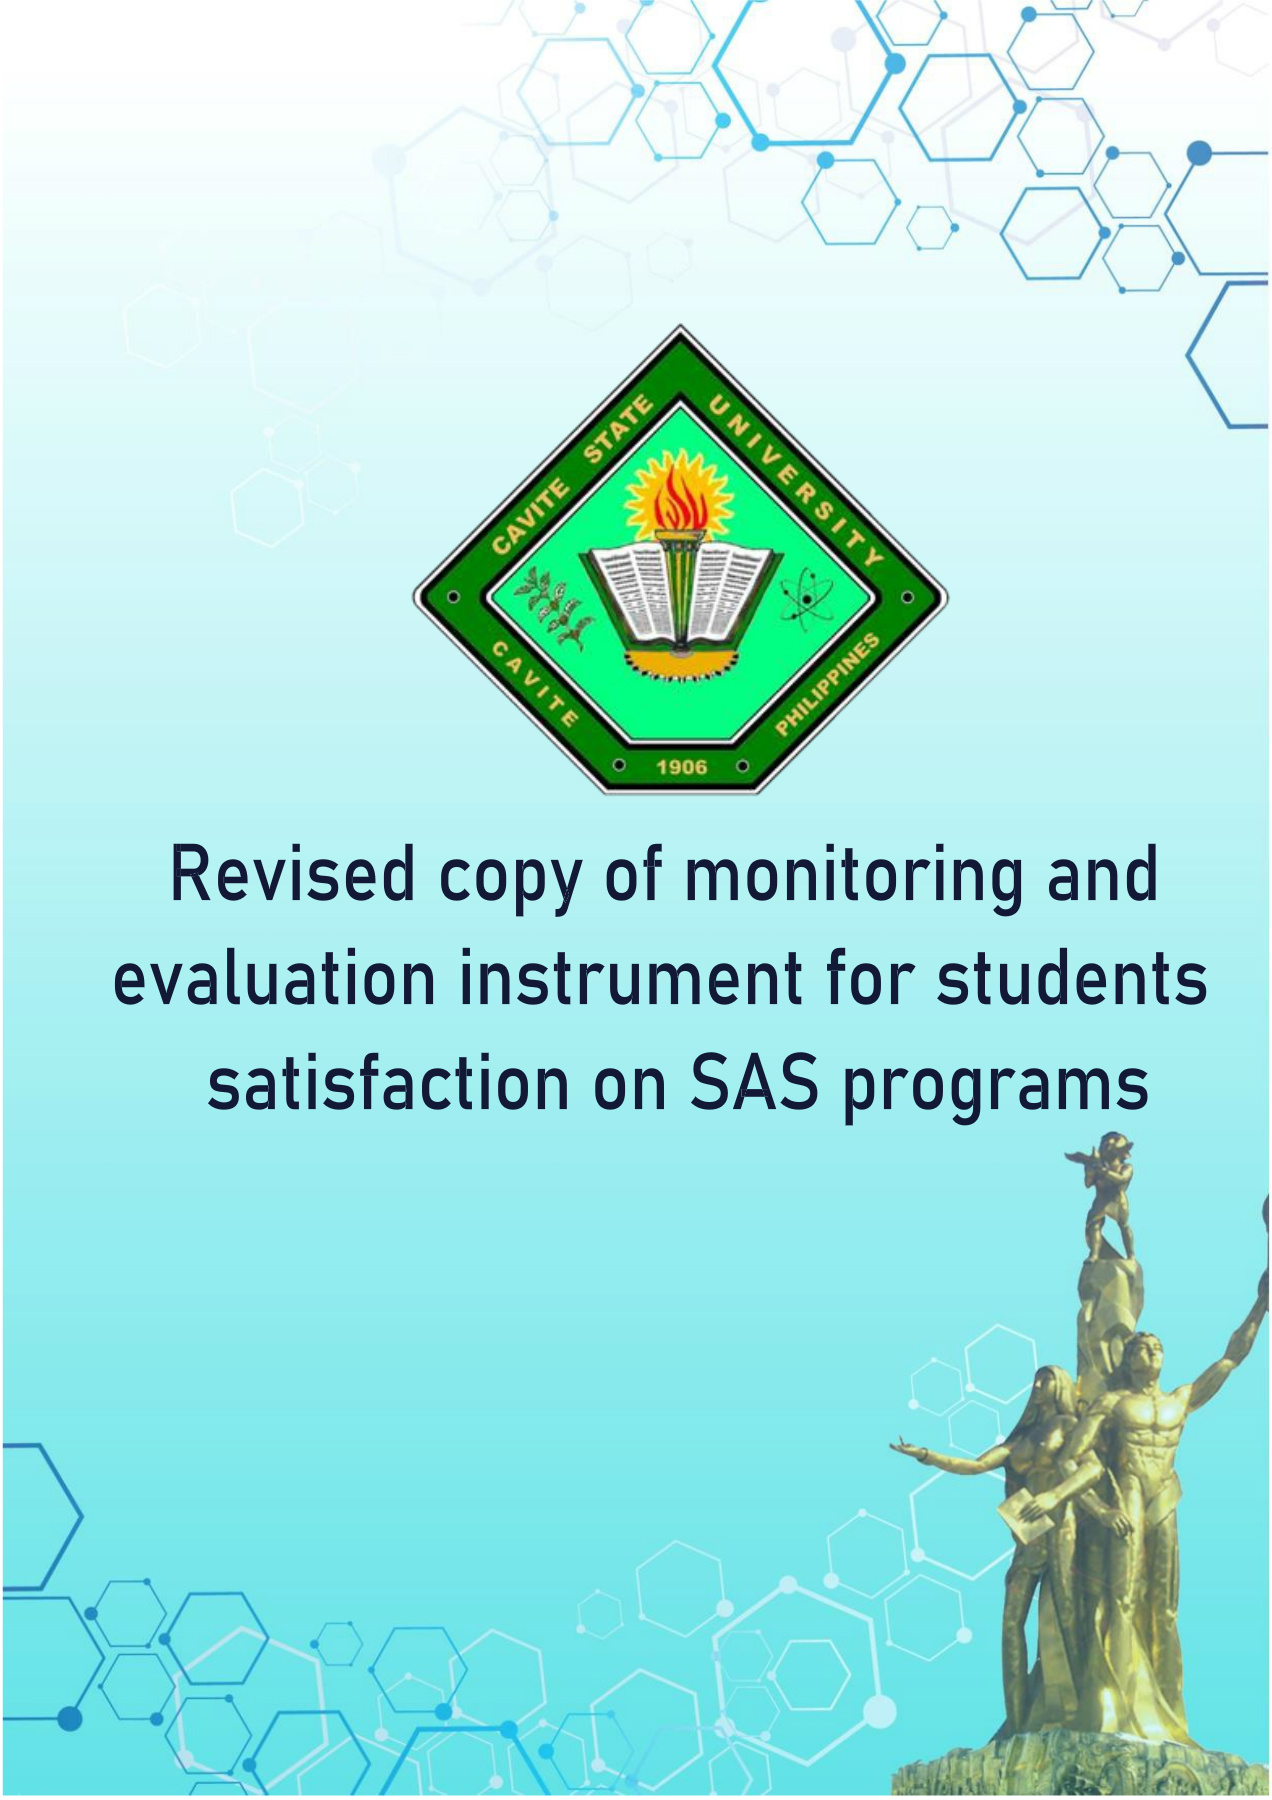 CAVITE STATE UNIVERSITY
CAVITE
PHILIPPINES
1906
Revised copy of monitoring and
evaluation instrument for students
satisfaction on SAS programs